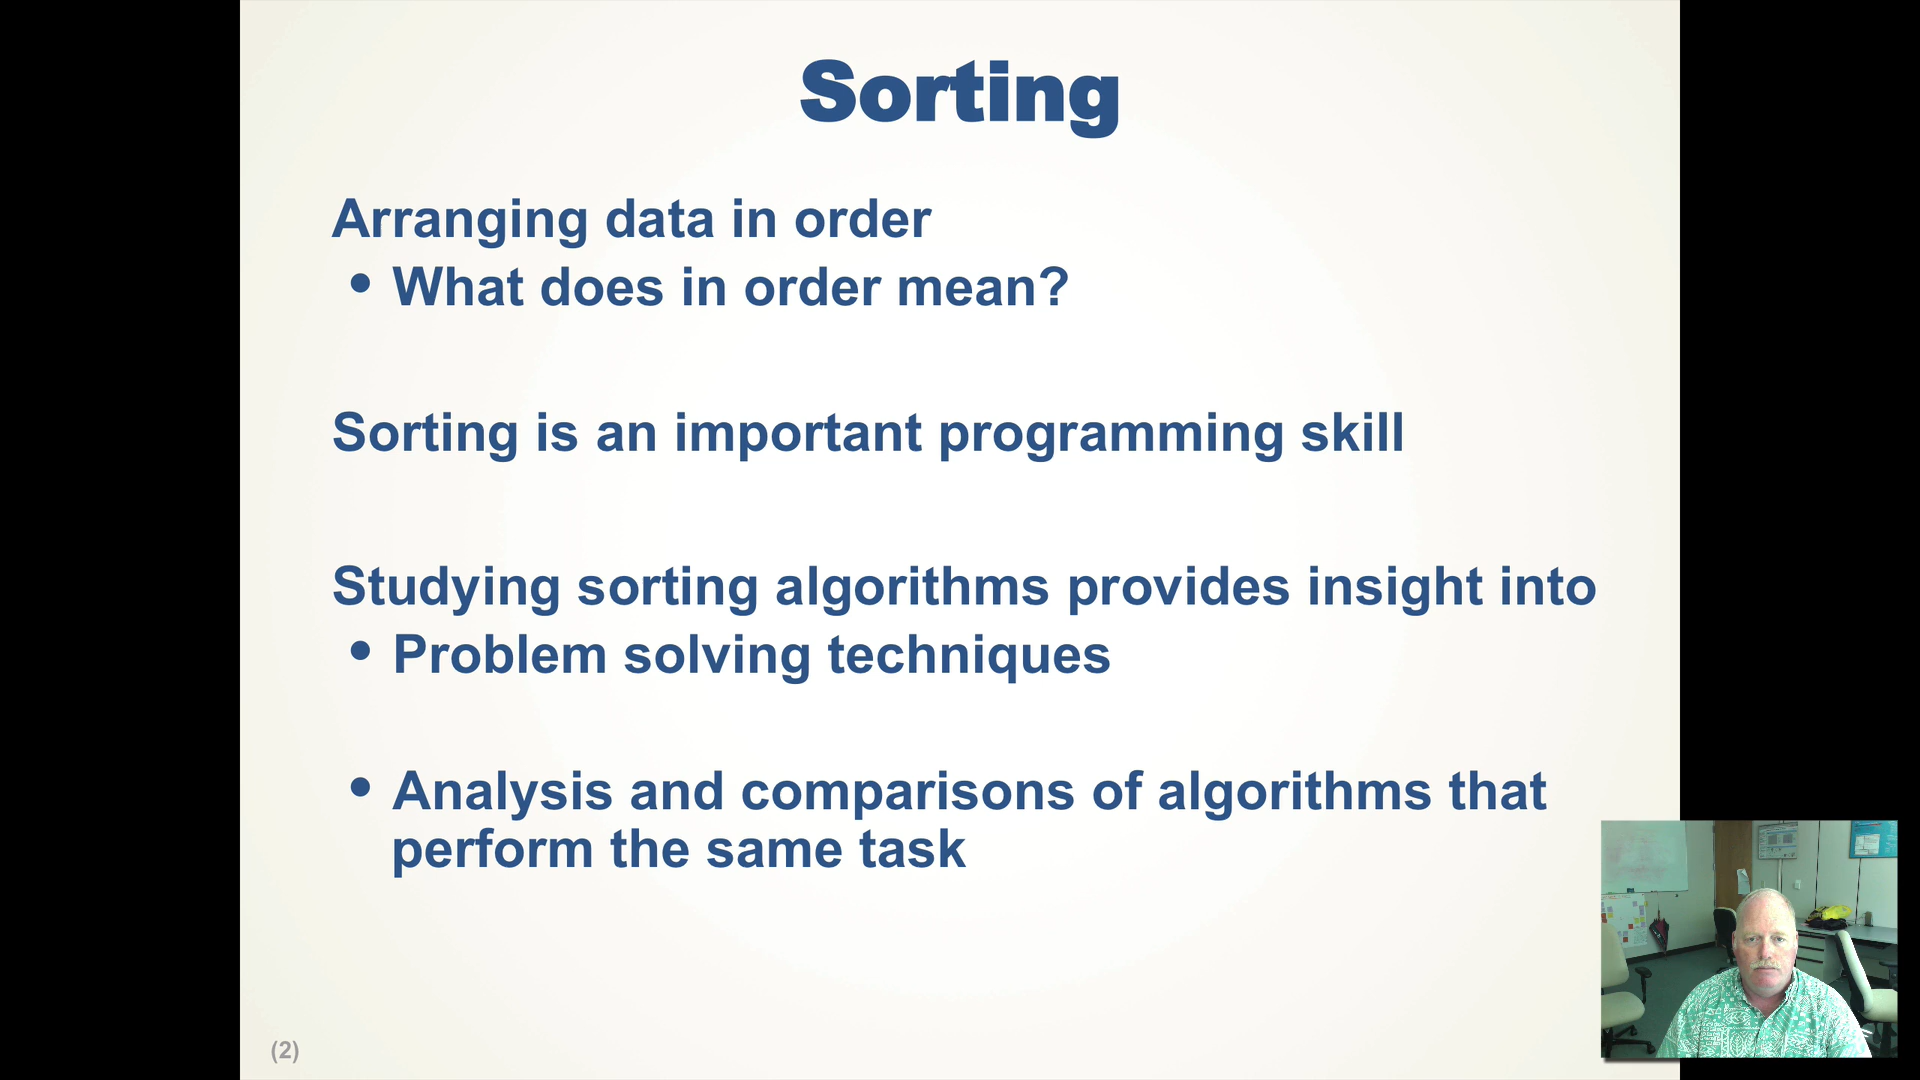 Sorting
Arranging data in order
• What does in order mean?
Sorting is an important programming skill
Studying sorting algorithms provides insight into
• Problem solving techniques
• Analysis and comparisons of algorithms that
perform the same task
(2)